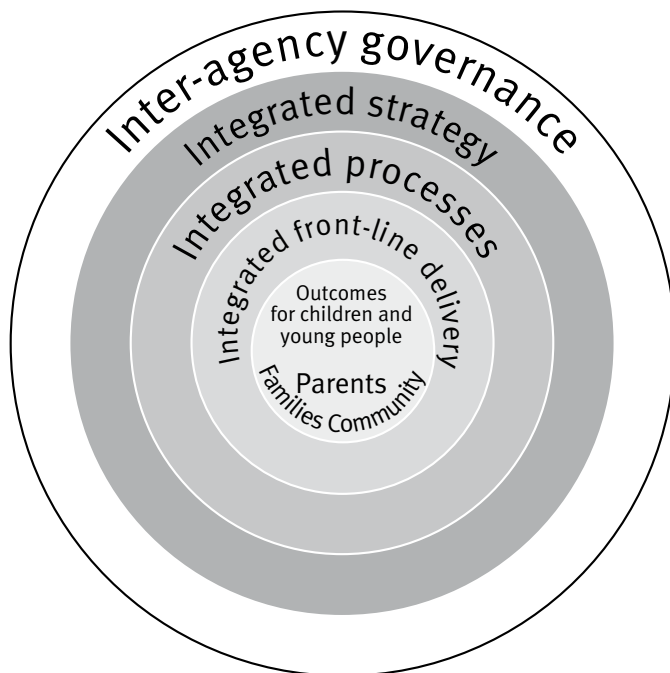 Inter-agency governance
Integrated strategy
Integrated processes
Integrated front-line delivery
Outcomes
for children and
young people
Parents
Families Community